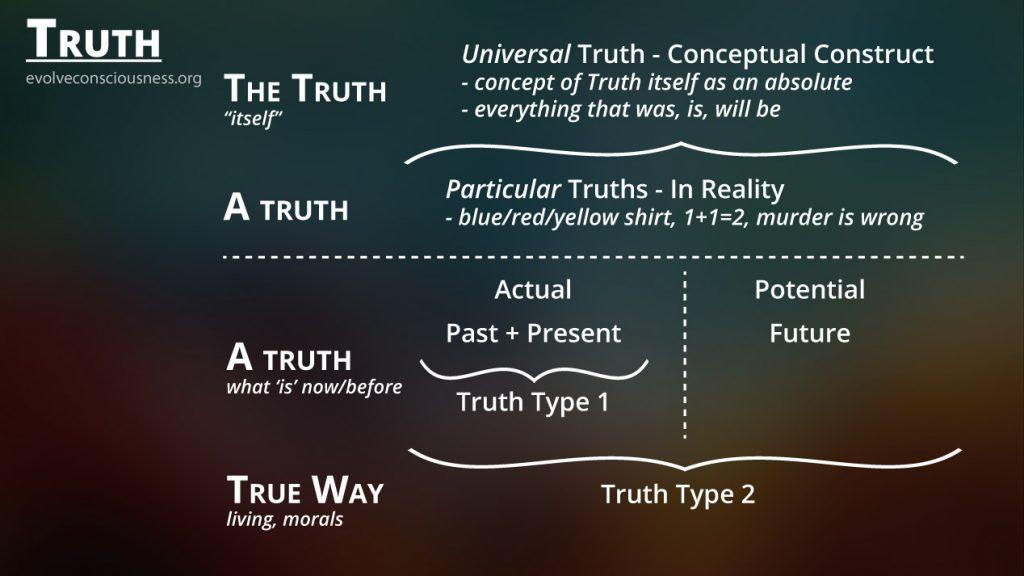 Truth
evolveconsciousness.org
The Truth
“itself”
Universal Truth - Conceptual Construct
- concept of Truth itself as an absolute
- everything that was, is, will be
A truth
Particular Truths - In Reality
- blue/red/yellow shirt, 1+1=2, murder is wrong
Actual
Potential
Past + Present
Future
A truth
what ‘is’ now/before
Truth Type 1
True Way
living, morals
Truth Type 2